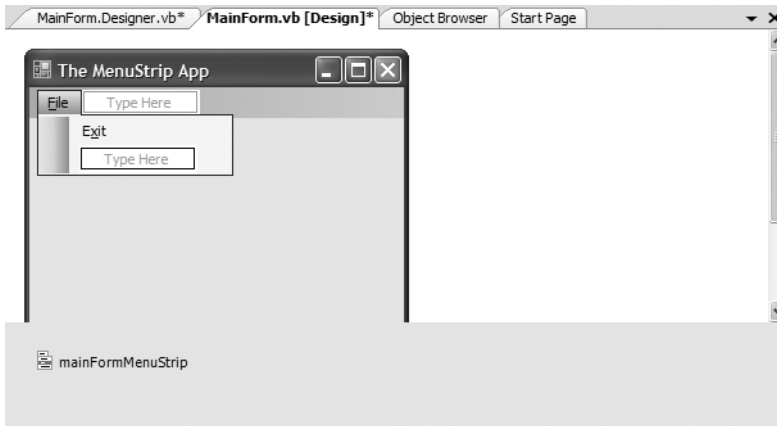 MainForm.Designer.vb* MainForm.vb [Design]* Object Browser Start Page
The MenuStrip App
File Type Here
Exit
Type Here
mainFormMenuStrip